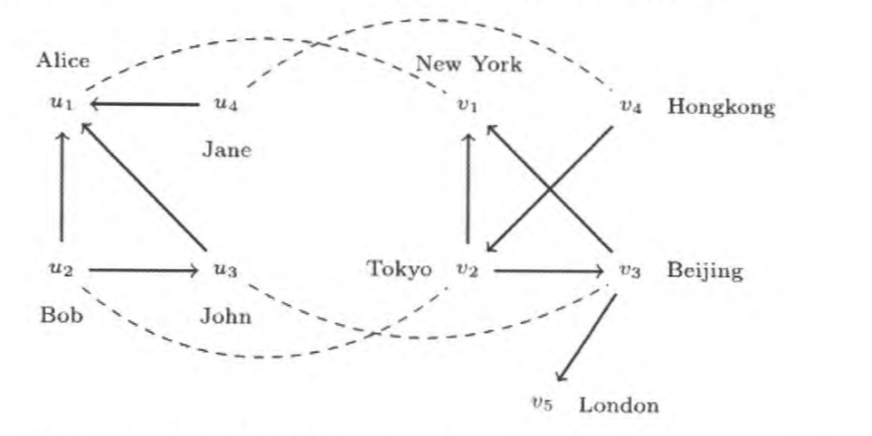 Alice
New York
u1
u4
v1
v4 Hongkong
Jane
u2
u3
Tokyo v2
v3 Beijing
Bob
John
v5 London